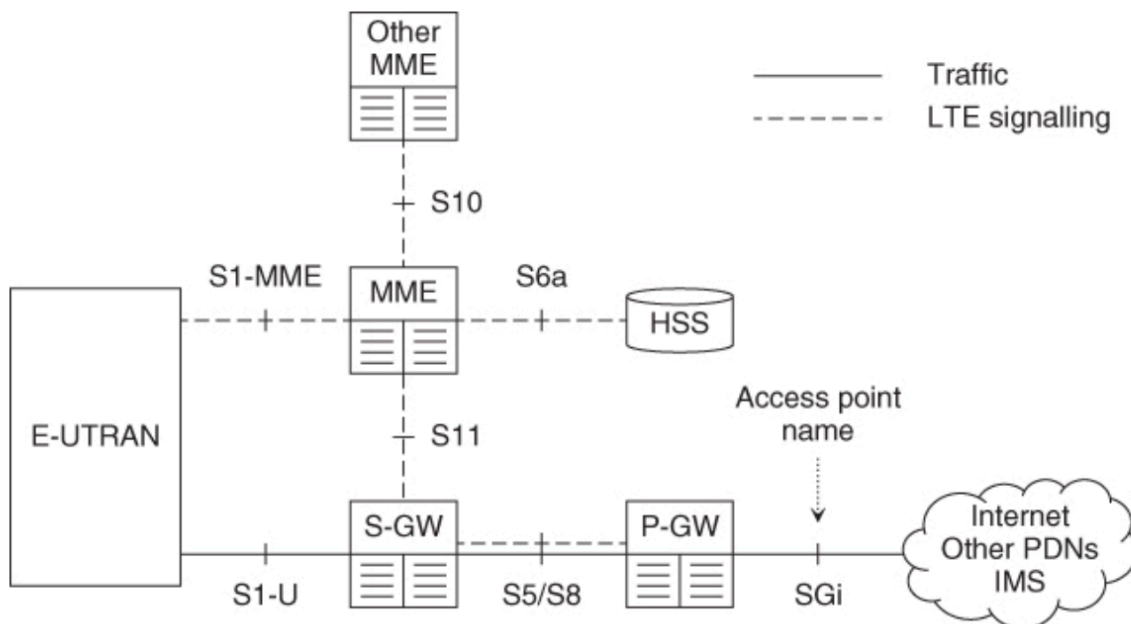 Other
MME
Traffic
LTE signalling
S10
S1-MME
MME
S6a
HSS
E-UTRAN
S11
Access point
name
S-GW
P-GW
Internet
Other PDNs
IMS
S1-U
S5/S8
SGi